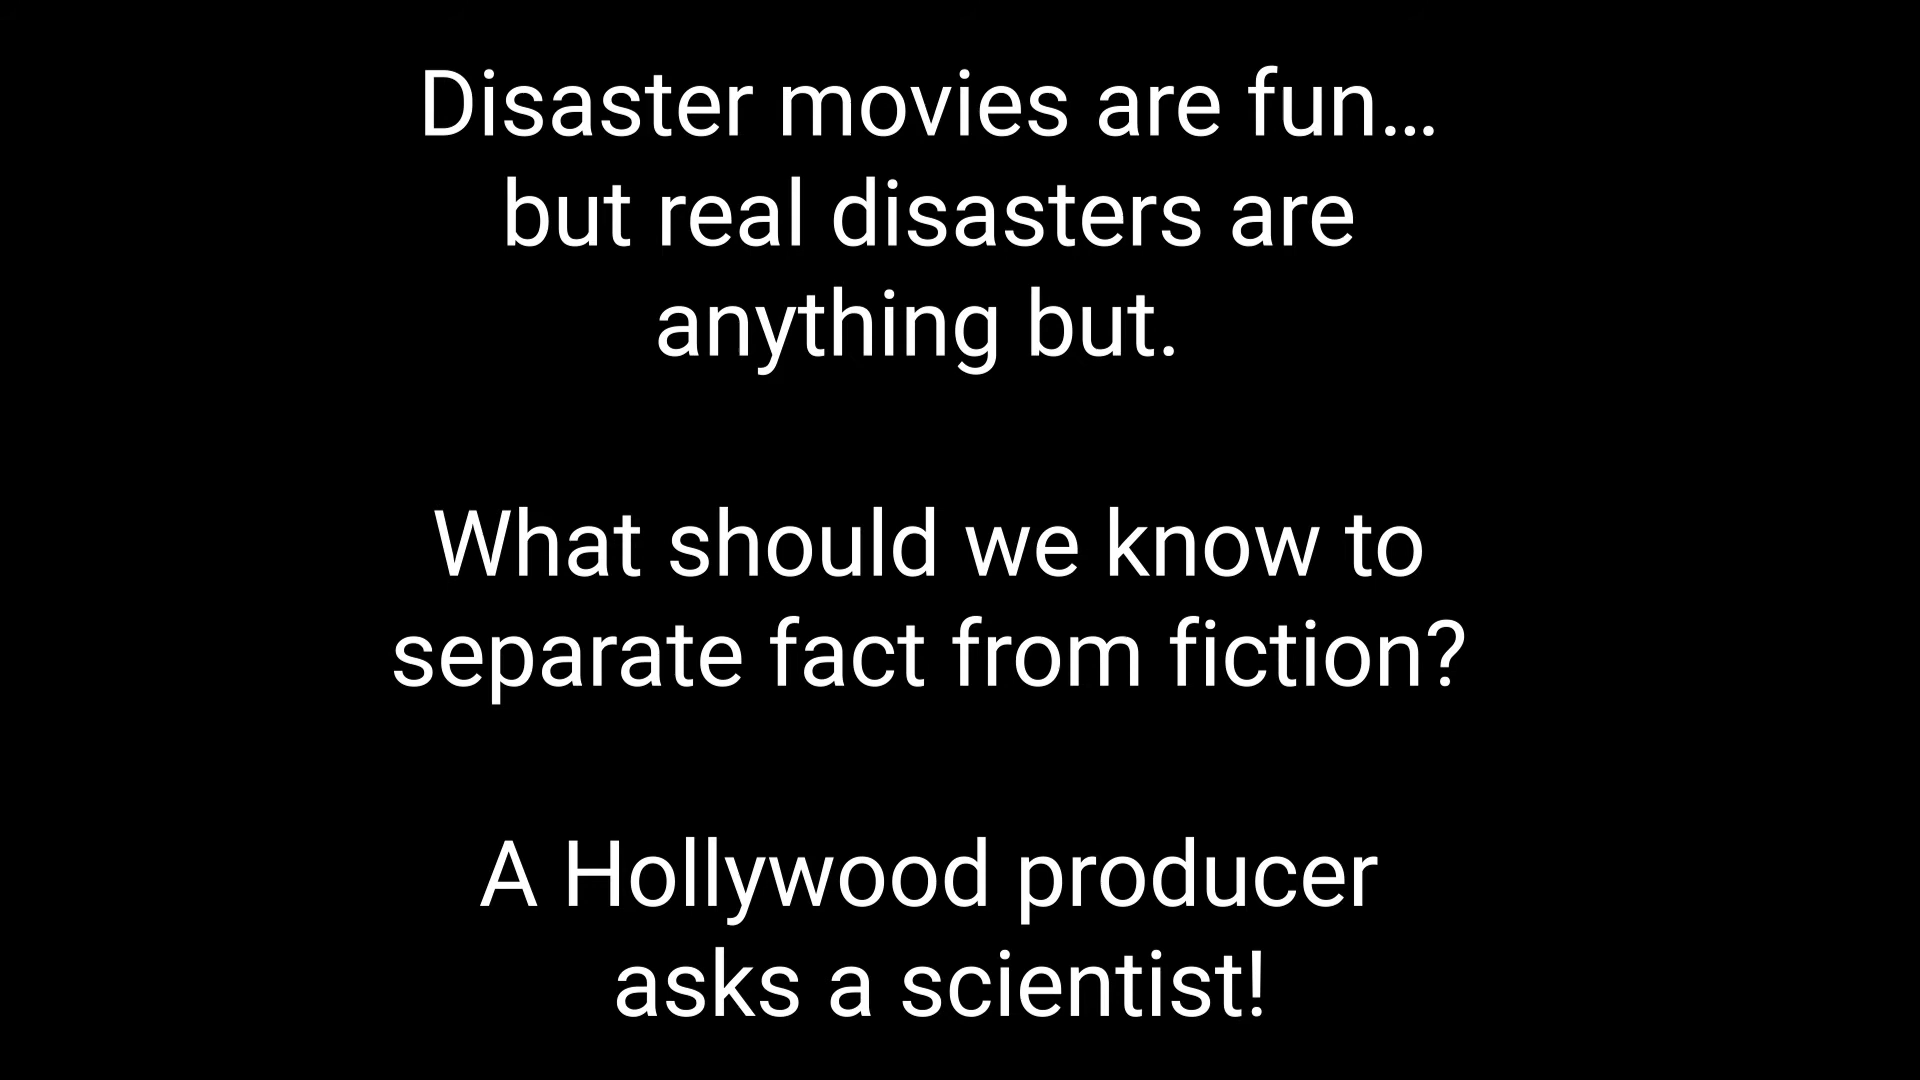 Disaster movies are fun…
but real disasters are
anything but.
What should we know to
separate fact from fiction?
A Hollywood producer
asks a scientist!